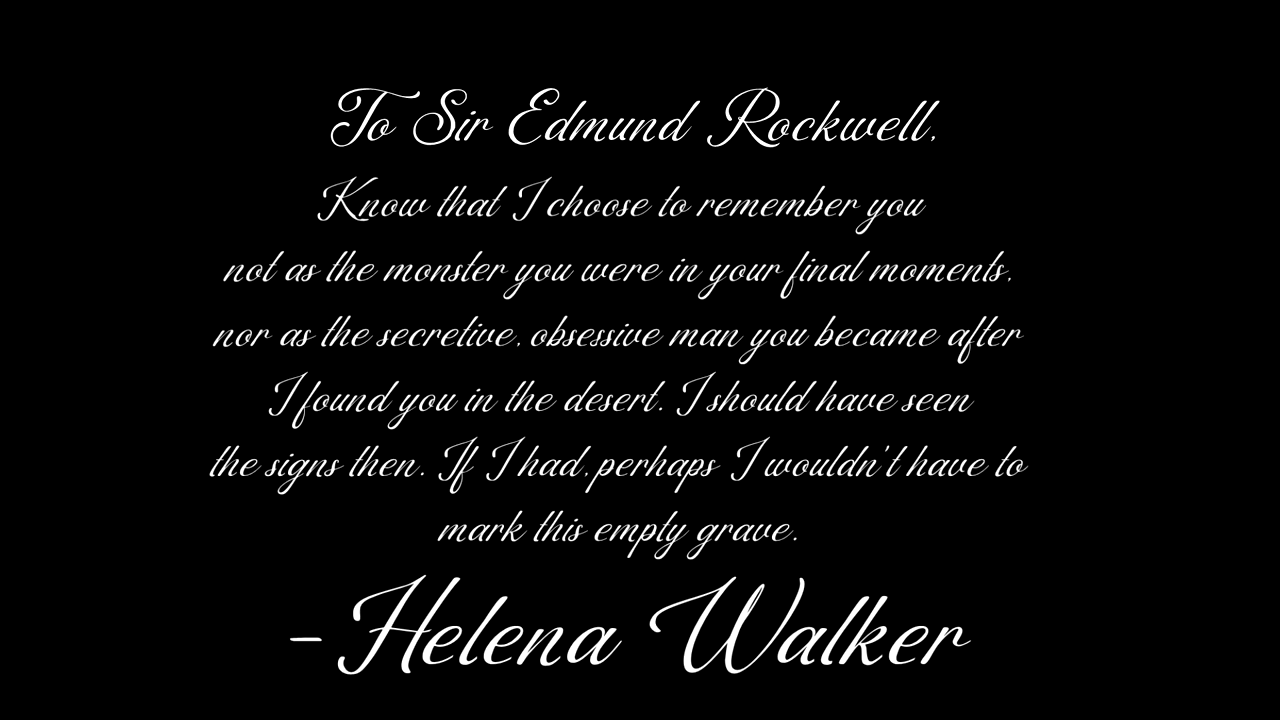 To Sir Edmund Rockwell,
Know that I choose to remember you
not as the monster you were in your final moments,
nor as the secretive, obsessive man you became after
I found you in the desert. I should have seen
the signs then. If I had, perhaps I wouldn't have to
mark this empty grave.
-Helena Walker